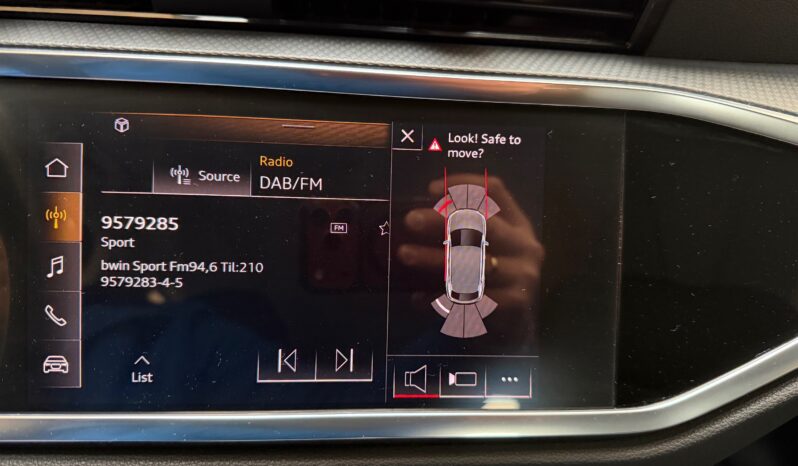 Look! Safe to
move?
Radio
Source
DAB/FM
9579285
FM
Sport
bwin Sport Fm94,6 Til:210
9579283-4-5
List